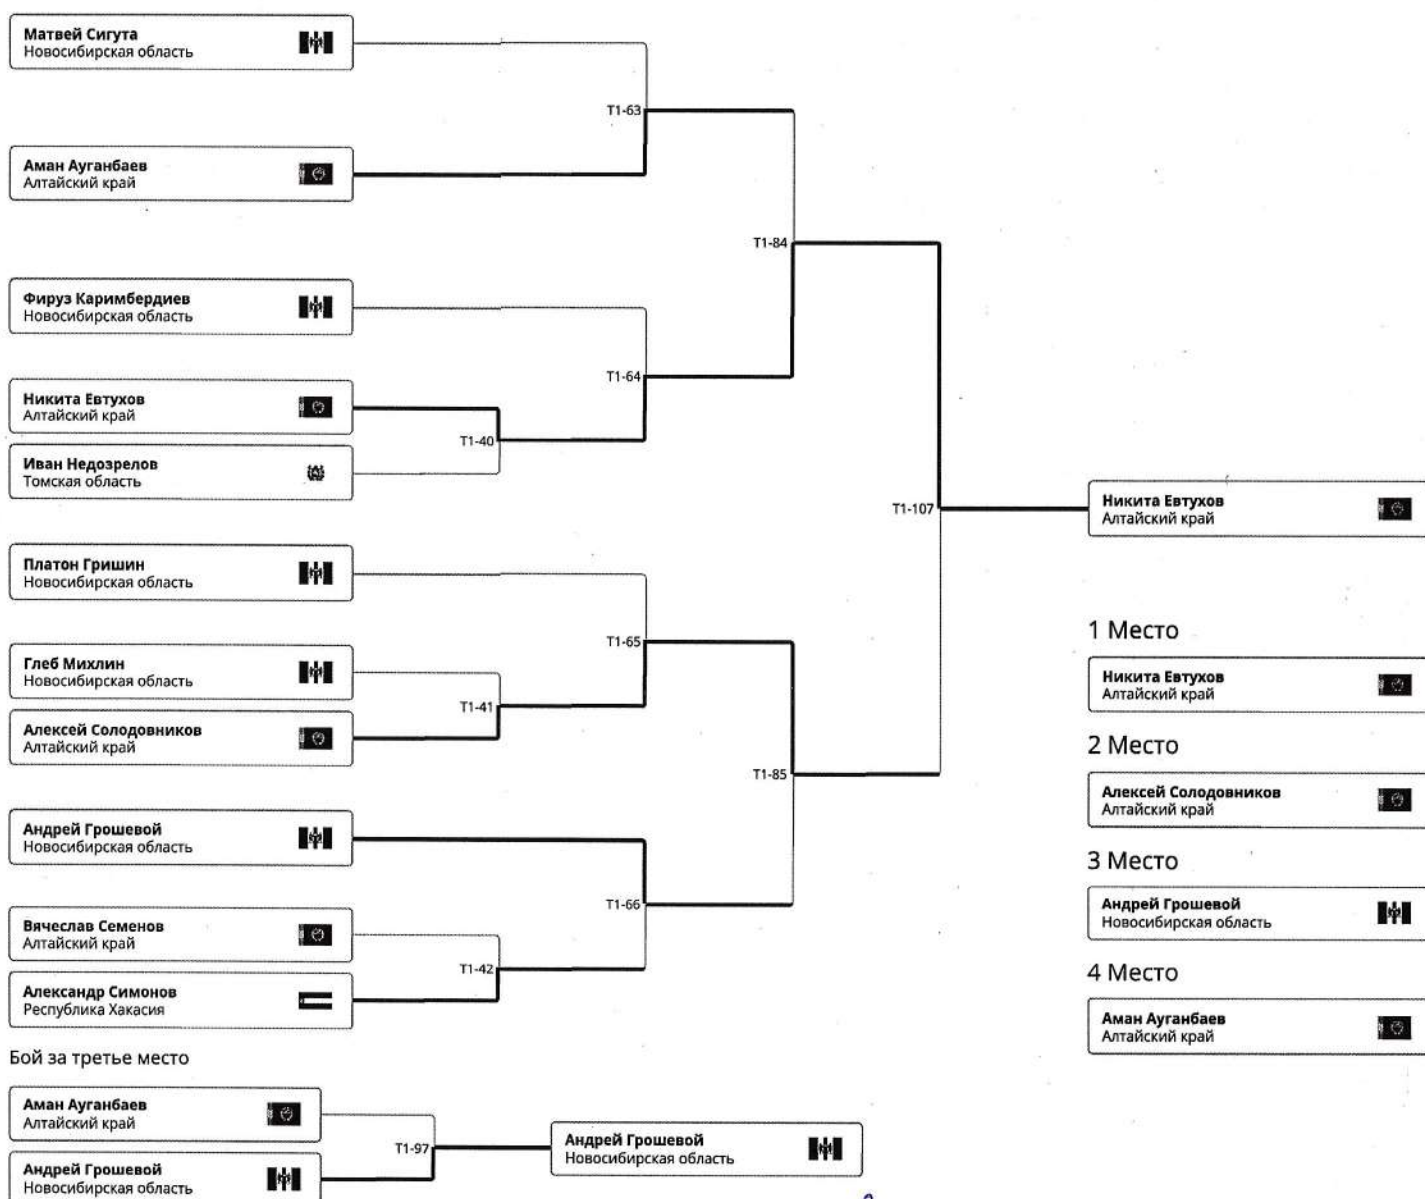 Матвей Сигута
Новосибирская область
T1-63
Аман Ауганбаев
Алтайский край
T1-84
Фируз Каримбердиев
Новосибирская область
T1-64
Никита Евтухов
Алтайский край
T1-40
Иван Недозрелов
Томская область
T1-107
Никита Евтухов
Алтайский край
Платон Гришин
Новосибирская область
T1-65
Глеб Михлин
Новосибирская область
T1-41
Алексей Солодовников
Алтайский край
T1-85
Андрей Грошевой
Новосибирская область
T1-66
Вячеслав Семенов
Алтайский край
T1-42
Александр Симонов
Республика Хакасия
1 Место
Никита Евтухов
Алтайский край
2 Место
Алексей Солодовников
Алтайский край
3 Место
Андрей Грошевой
Новосибирская область
4 Место
Аман Ауганбаев
Алтайский край
Бой за третье место
Аман Ауганбаев
Алтайский край
T1-97
Андрей Грошевой
Новосибирская область
Андрей Грошевой
Новосибирская область